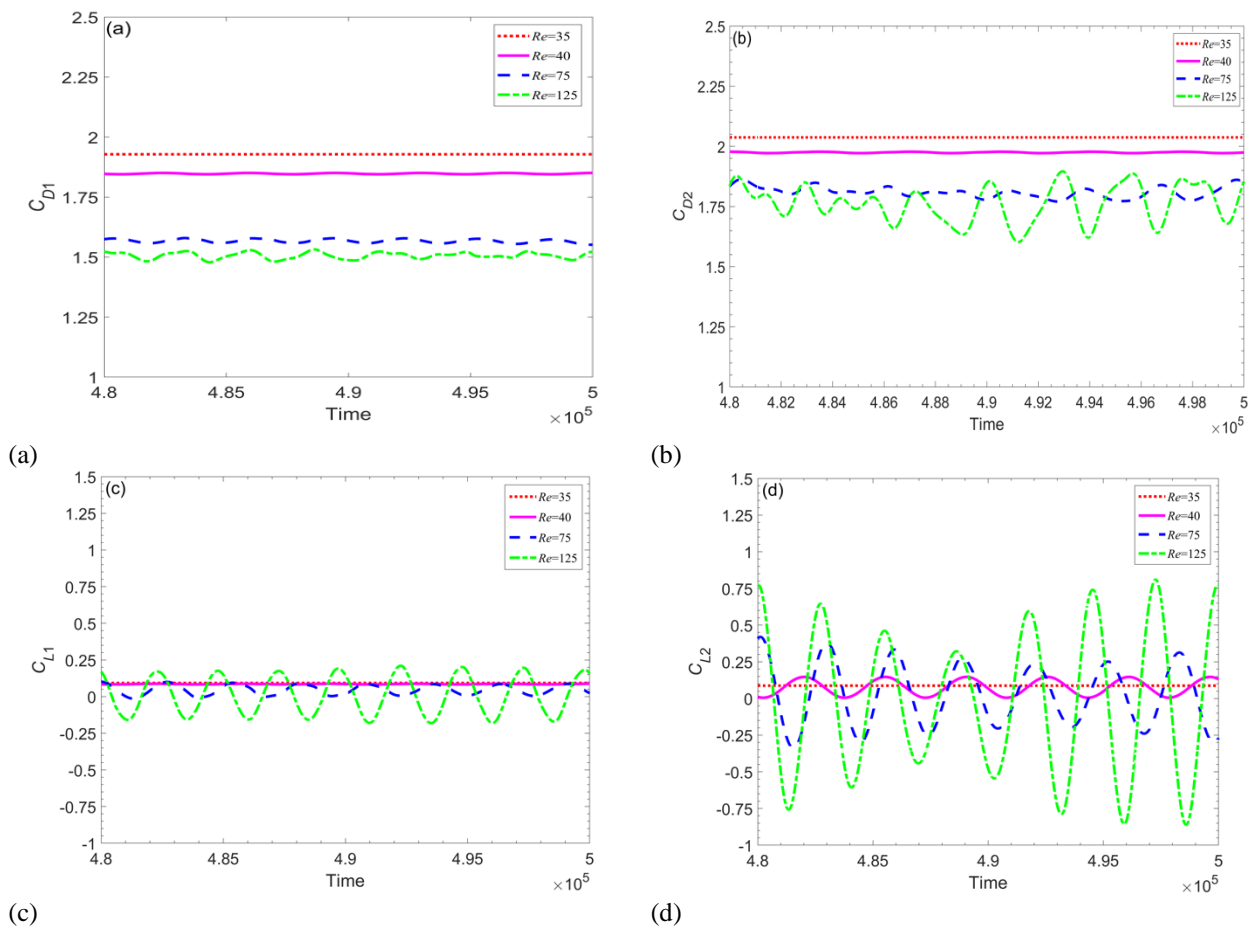 (a)
2.5
2.25
2
1.75
1.5
1.25
1
C_D1
4.8 4.85 4.9 4.95 5
Time
×10^5
Re=35
Re=40
Re=75
Re=125
(b)
2.5
2.25
2
1.75
1.5
1.25
1
C_D2
4.8 4.82 4.84 4.86 4.88 4.9 4.92 4.94 4.96 4.98 5
Time
×10^5
Re=35
Re=40
Re=75
Re=125
(a)
(b)
(c)
1.5
1.25
1
0.75
0.5
0.25
0
-0.25
-0.5
-0.75
-1
C_L1
4.8 4.85 4.9 4.95 5
Time
×10^5
Re=35
Re=40
Re=75
Re=125
(d)
1.5
1.25
1
0.75
0.5
0.25
0
-0.25
-0.5
-0.75
-1
C_L2
4.8 4.85 4.9 4.95 5
Time
×10^5
Re=35
Re=40
Re=75
Re=125
(c)
(d)